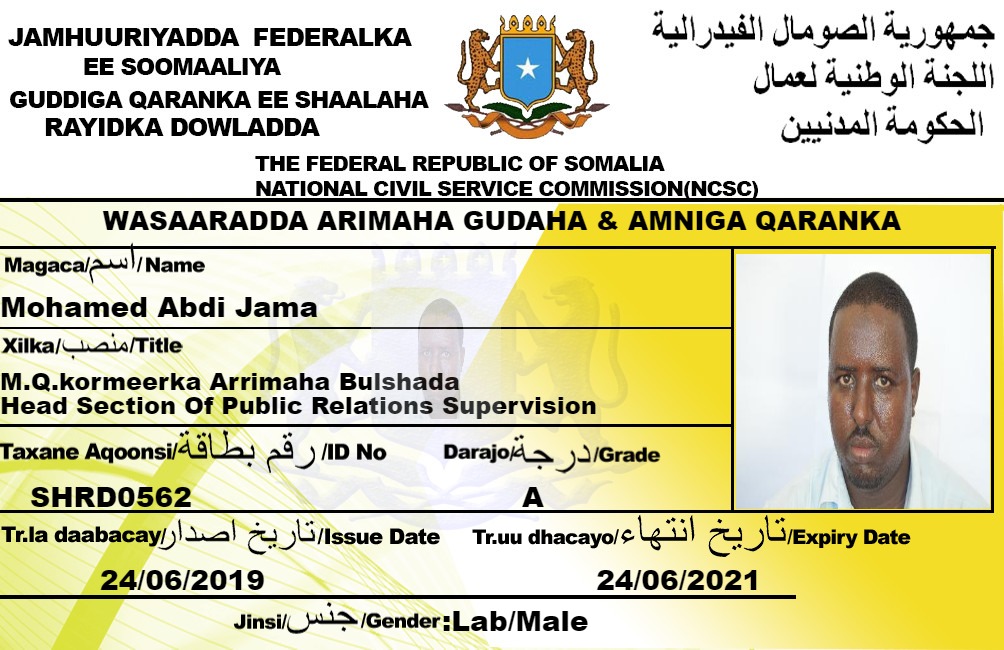 JAMHUURIYADDA FEDERALKA
EE SOOMAALIYA
GUDDIGA QARANKA EE SHAALAHA
RAYIDKA DOWLADDA
جمهورية الصومال الفيدرالية
اللجنة الوطنية لعمال
الحكومة المدنيين
THE FEDERAL REPUBLIC OF SOMALIA
NATIONAL CIVIL SERVICE COMMISSION(NCSC)
WASAARADDA ARIMAHA GUDAHA & AMNIGA QARANKA
Magaca/اسم/Name
Mohamed Abdi Jama
Xilka/منصب/Title
M.Q.kormeerka Arrimaha Bulshada
Head Section Of Public Relations Supervision
Taxane Aqoonsi/رقم بطاقة/ID No Darajo/درجة/Grade
SHRD0562 A
Tr.la daabacay/تاريخ اصدار/Issue Date Tr.uu dhacayo/تاريخ انتهاء/Expiry Date
24/06/2019 24/06/2021
Jinsi/جنس/Gender:Lab/Male